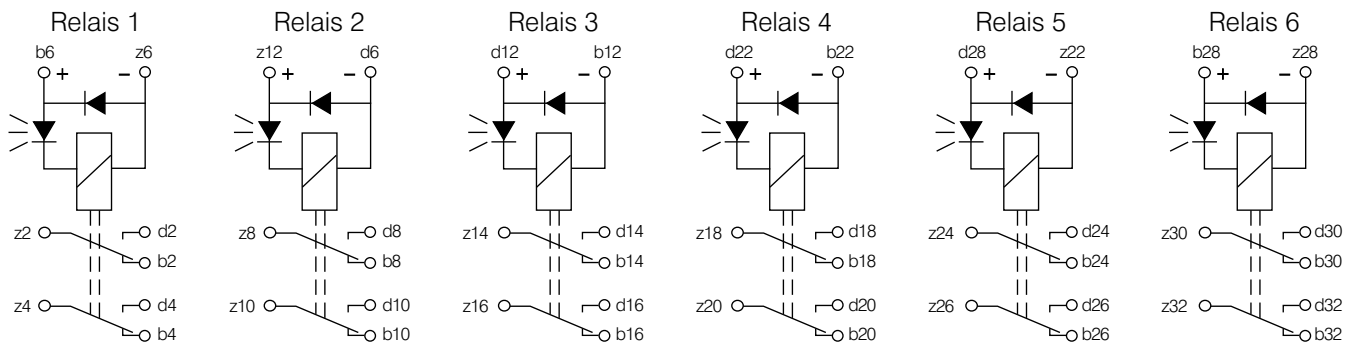 Relais 1 Relais 2 Relais 3 Relais 4 Relais 5 Relais 6
b6 z6 z12 d6 d12 b12 d22 b22 d28 z22 b28 z28
+ - + - + - + - + - + -
z2 d2 z8 d8 z14 d14 z18 d18 z24 d24 z30 d30
b2 b8 b14 b18 b24 b30
z4 d4 z10 d10 z16 d16 z20 d20 z26 d26 z32 d32
b4 b10 b16 b20 b26 b32